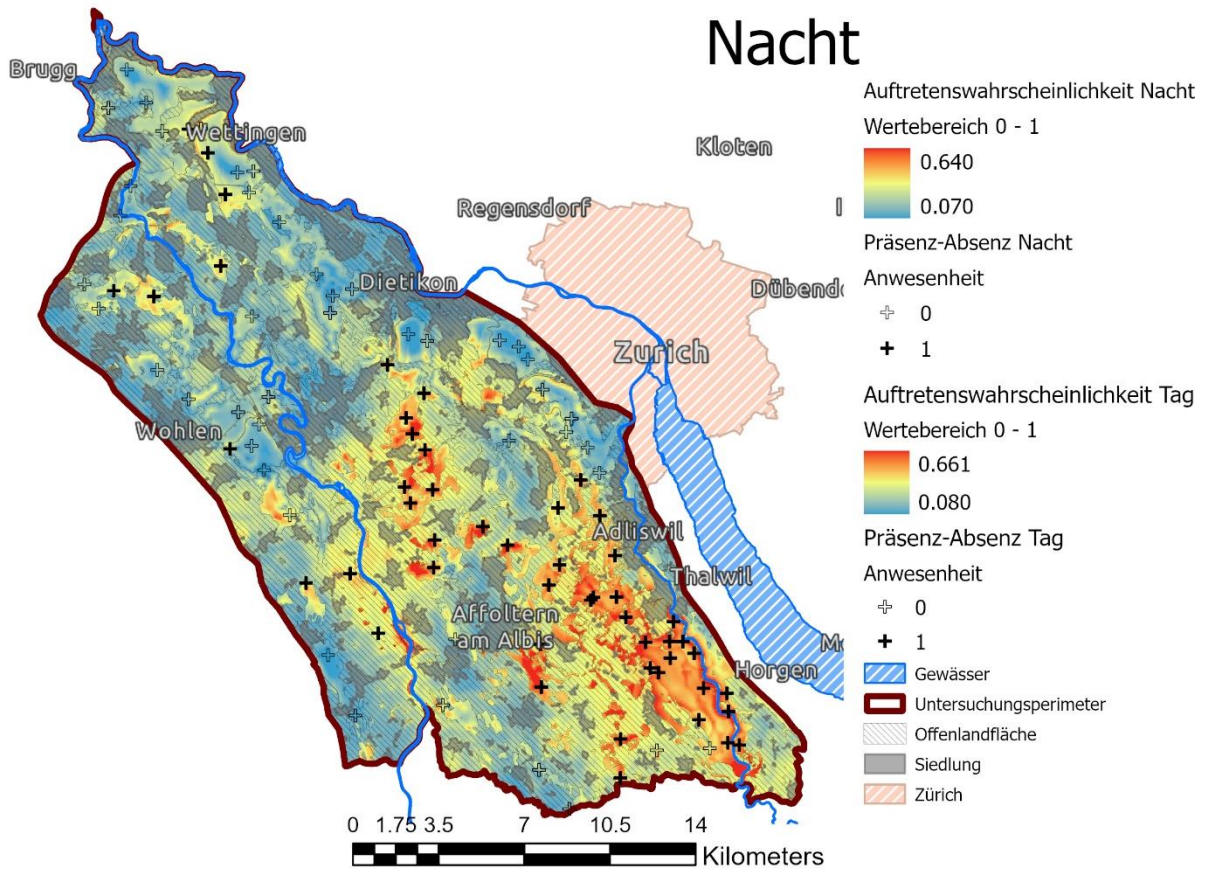 Nacht
Brugg
Wettingen
Kloten
Regensdorf
Dietikon
Dübend
Zurich
Wohlen
Adliswil
Thalwil
Affoltern
am Albis
Horgen
0 1.75 3.5 7 10.5 14
Kilometers
Auftretenswahrscheinlichkeit Nacht
Wertebereich 0 - 1
0.640
0.070
Präsenz-Absenz Nacht
Anwesenheit
0
1
Auftretenswahrscheinlichkeit Tag
Wertebereich 0 - 1
0.661
0.080
Präsenz-Absenz Tag
Anwesenheit
0
1
Gewässer
Untersuchungsperimeter
Offenlandfläche
Siedlung
Zürich